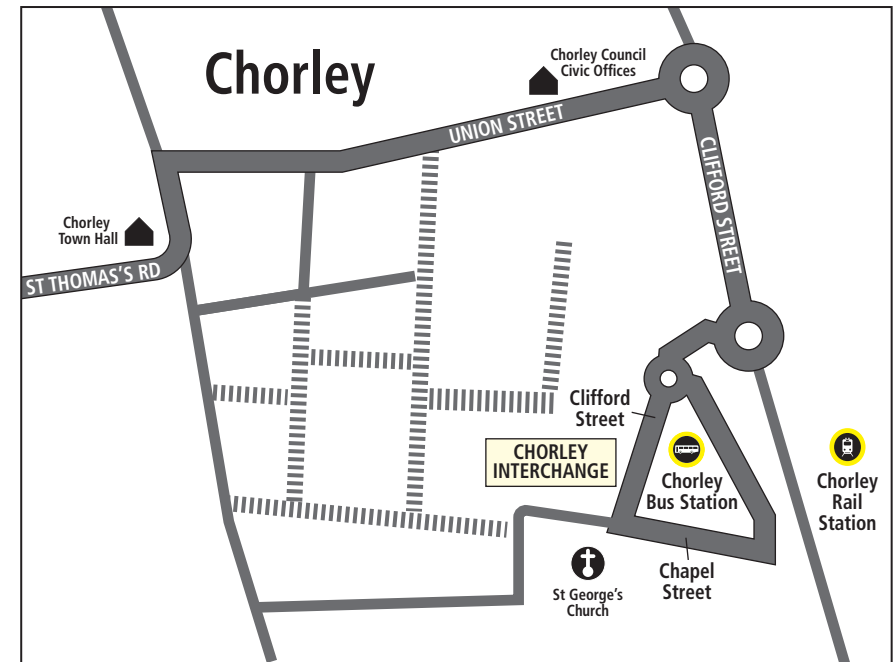 Chorley
Chorley Council
Civic Offices
UNION STREET
CLIFFORD STREET
Chorley
Town Hall
ST THOMAS'S RD
Clifford
Street
CHORLEY
INTERCHANGE
Chorley
Bus Station
Chorley
Rail
Station
Chapel
Street
St George's
Church